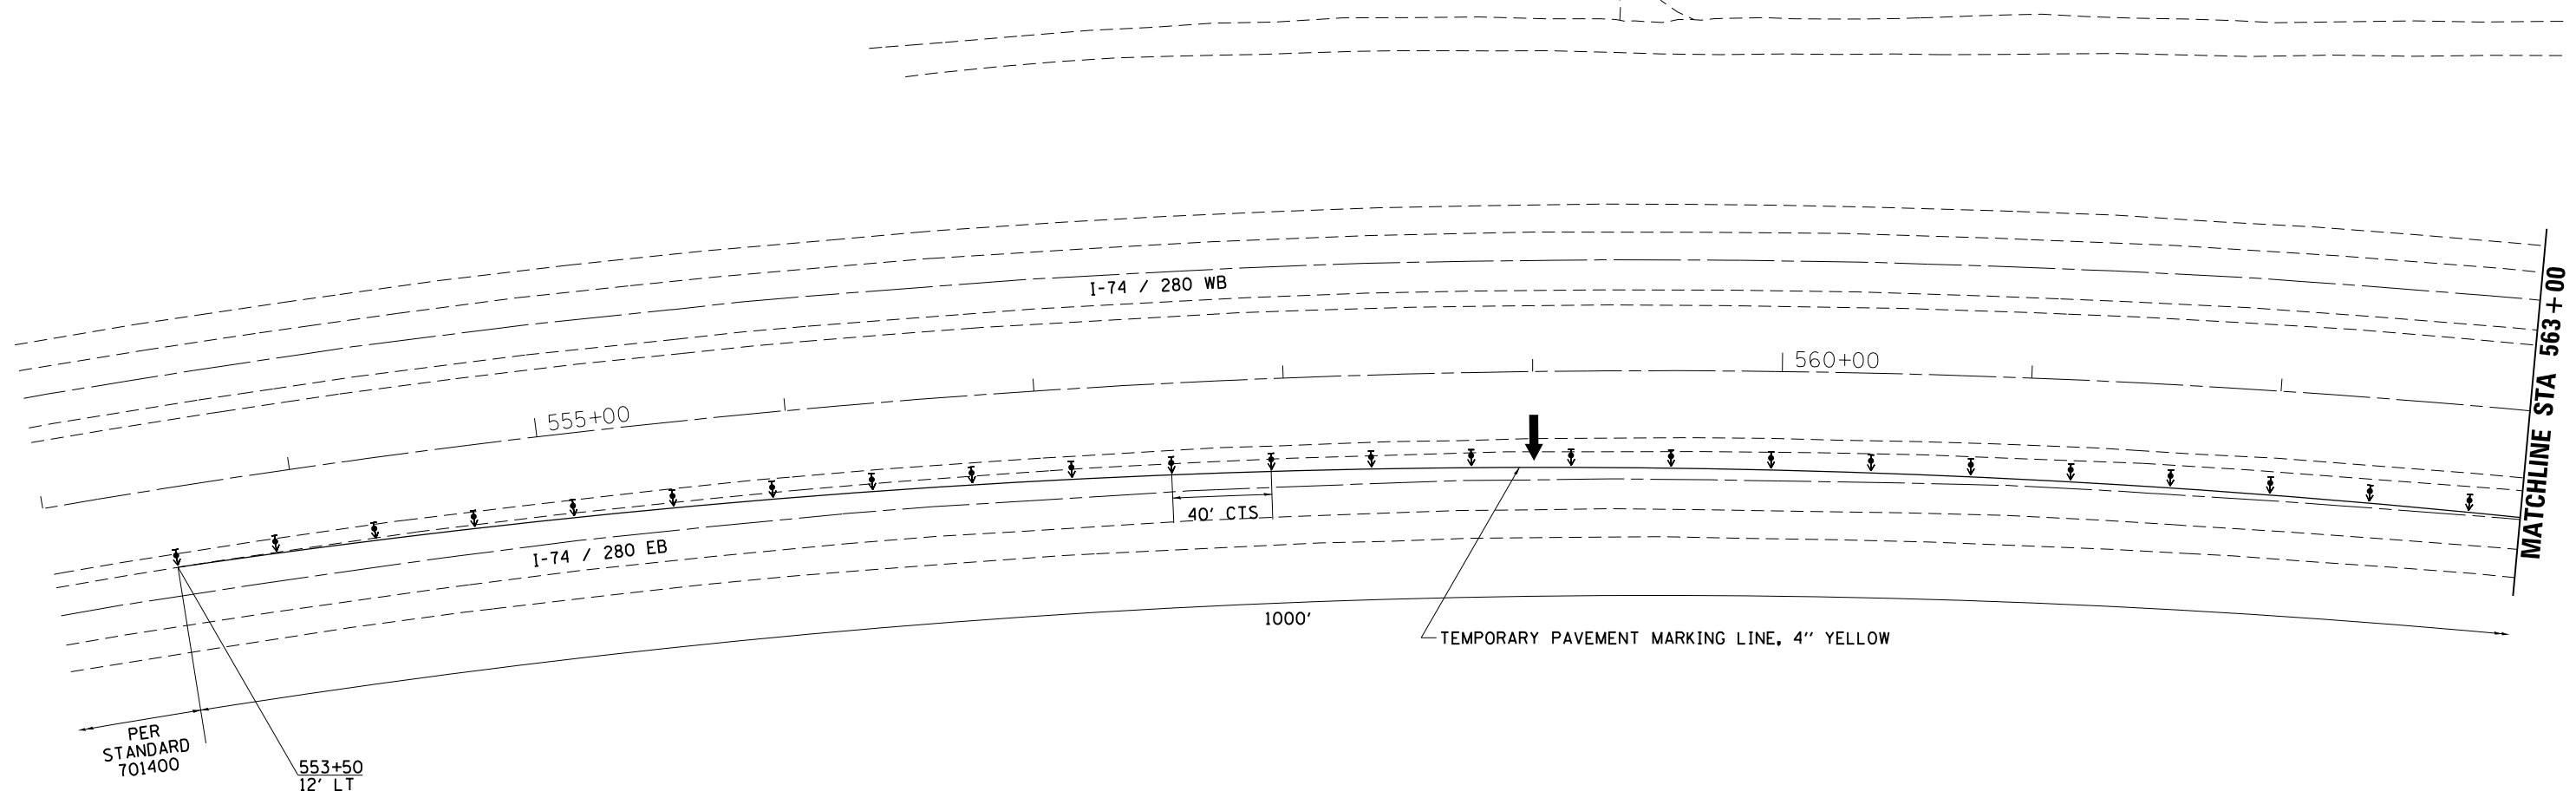 I-74 / 280 WB
560+00
555+00
MATCHLINE STA 563+00
40' CTS
I-74 / 280 EB
1000'
TEMPORARY PAVEMENT MARKING LINE, 4'' YELLOW
PER
STANDARD
701400
553+50
12' LT